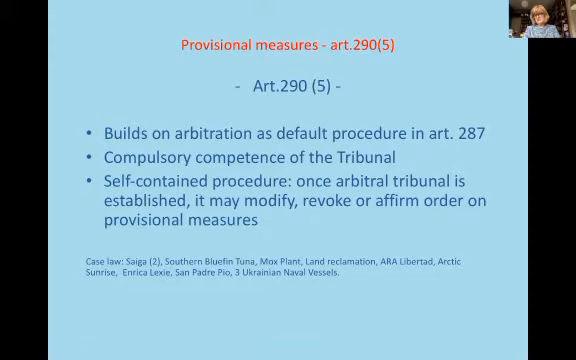 Provisional measures - art.290(5)
- Art.290 (5) -
• Builds on arbitration as default procedure in art. 287
• Compulsory competence of the Tribunal
• Self-contained procedure: once arbitral tribunal is
established, it may modify, revoke or affirm order on
provisional measures
Case law: Saiga (2), Southern Bluefin Tuna, Mox Plant, Land reclamation, ARA Libertad, Arctic
Sunrise, Enrica Lexie, San Padre Pio, 3 Ukrainian Naval Vessels.